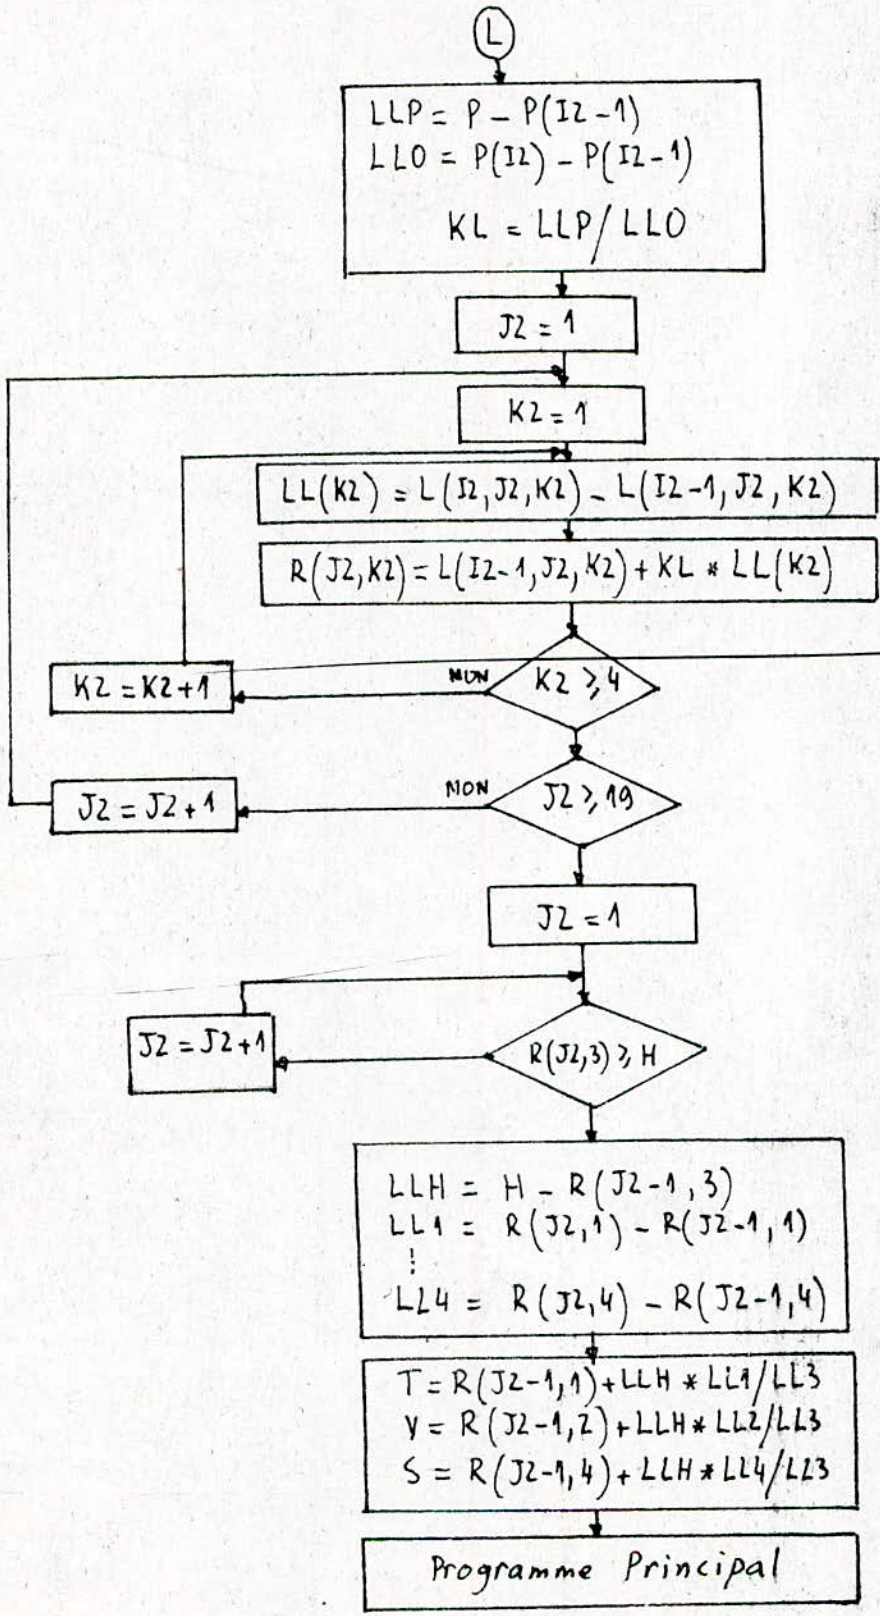 L
LLP = P - P(I2-1)
LLO = P(I2) - P(I2-1)
KL = LLP / LLO
J2 = 1
K2 = 1
LL(K2) = L(I2,J2,K2) - L(I2-1,J2,K2)
R(J2,K2) = L(I2-1,J2,K2) + KL * LL(K2)
K2 = K2+1
NON
K2 ⩾ 4
J2 = J2+1
NON
J2 ⩾ 19
J2 = 1
J2 = J2+1
R(J2,3) ⩾ H
LLH = H - R(J2-1,3)
LL1 = R(J2,1) - R(J2-1,1)
⋮
LL4 = R(J2,4) - R(J2-1,4)
T = R(J2-1,1) + LLH * LL1/LL3
V = R(J2-1,2) + LLH * LL2/LL3
S = R(J2-1,4) + LLH * LL4/LL3
Programme Principal